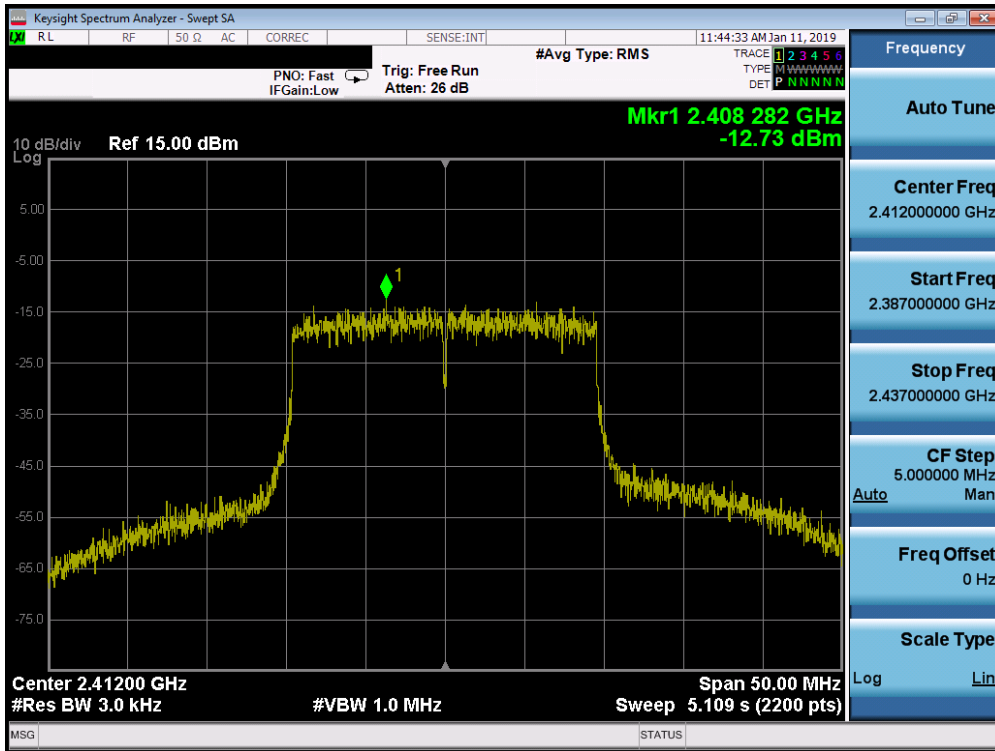 Keysight Spectrum Analyzer - Swept SA
LXI RL RF 50 Ω AC CORREC SENSE:INT 11:44:33 AM Jan 11, 2019
#Avg Type: RMS
TRACE 1 2 3 4 5 6
TYPE M W W W W W
DET P N N N N N
PNO: Fast
IFGain:Low
Trig: Free Run
Atten: 26 dB
Mkr1 2.408 282 GHz
-12.73 dBm
10 dB/div
Log
Ref 15.00 dBm
5.00
-5.00
-15.0
-25.0
-35.0
-45.0
-55.0
-65.0
-75.0
1
Center 2.41200 GHz
#Res BW 3.0 kHz
#VBW 1.0 MHz
Span 50.00 MHz
Sweep 5.109 s (2200 pts)
MSG
STATUS
Frequency
Auto Tune
Center Freq
2.412000000 GHz
Start Freq
2.387000000 GHz
Stop Freq
2.437000000 GHz
CF Step
5.000000 MHz
Auto Man
Freq Offset
0 Hz
Scale Type
Log Lin